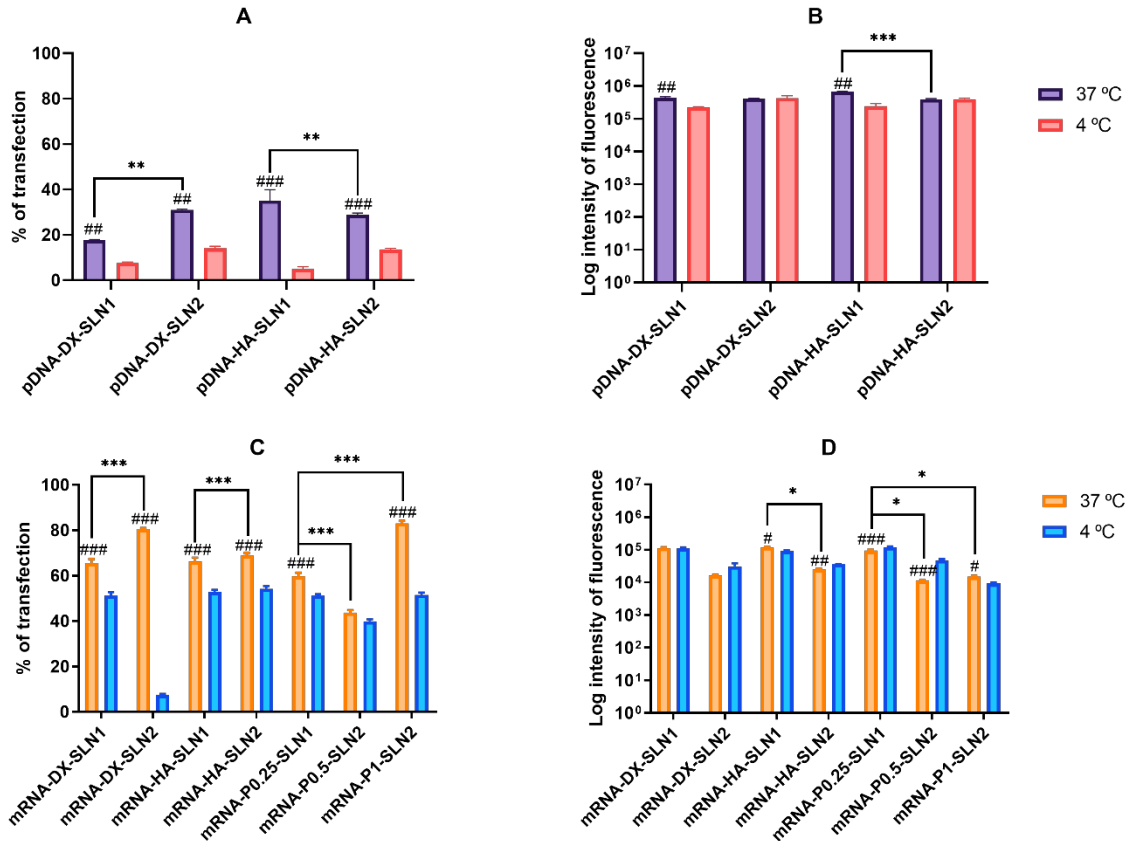 A
% of transfection
100
80
60
40
20
0
##
**
##
###
**
###
pDNA-DX-SLN1
pDNA-DX-SLN2
pDNA-HA-SLN1
pDNA-HA-SLN2
B
Log intensity of fluorescence
10⁷
10⁶
10⁵
10⁴
10³
10²
10¹
10⁰
##
##
***
pDNA-DX-SLN1
pDNA-DX-SLN2
pDNA-HA-SLN1
pDNA-HA-SLN2
37 ºC
4 ºC
C
% of transfection
100
80
60
40
20
0
***
***
***
***
###
###
###
###
###
###
mRNA-DX-SLN1
mRNA-DX-SLN2
mRNA-HA-SLN1
mRNA-HA-SLN2
mRNA-P0.25-SLN1
mRNA-P0.5-SLN2
mRNA-P1-SLN2
D
Log intensity of fluorescence
10⁷
10⁶
10⁵
10⁴
10³
10²
10¹
10⁰
*
*
*
#
##
###
###
#
mRNA-DX-SLN1
mRNA-DX-SLN2
mRNA-HA-SLN1
mRNA-HA-SLN2
mRNA-P0.25-SLN1
mRNA-P0.5-SLN2
mRNA-P1-SLN2
37 ºC
4 ºC